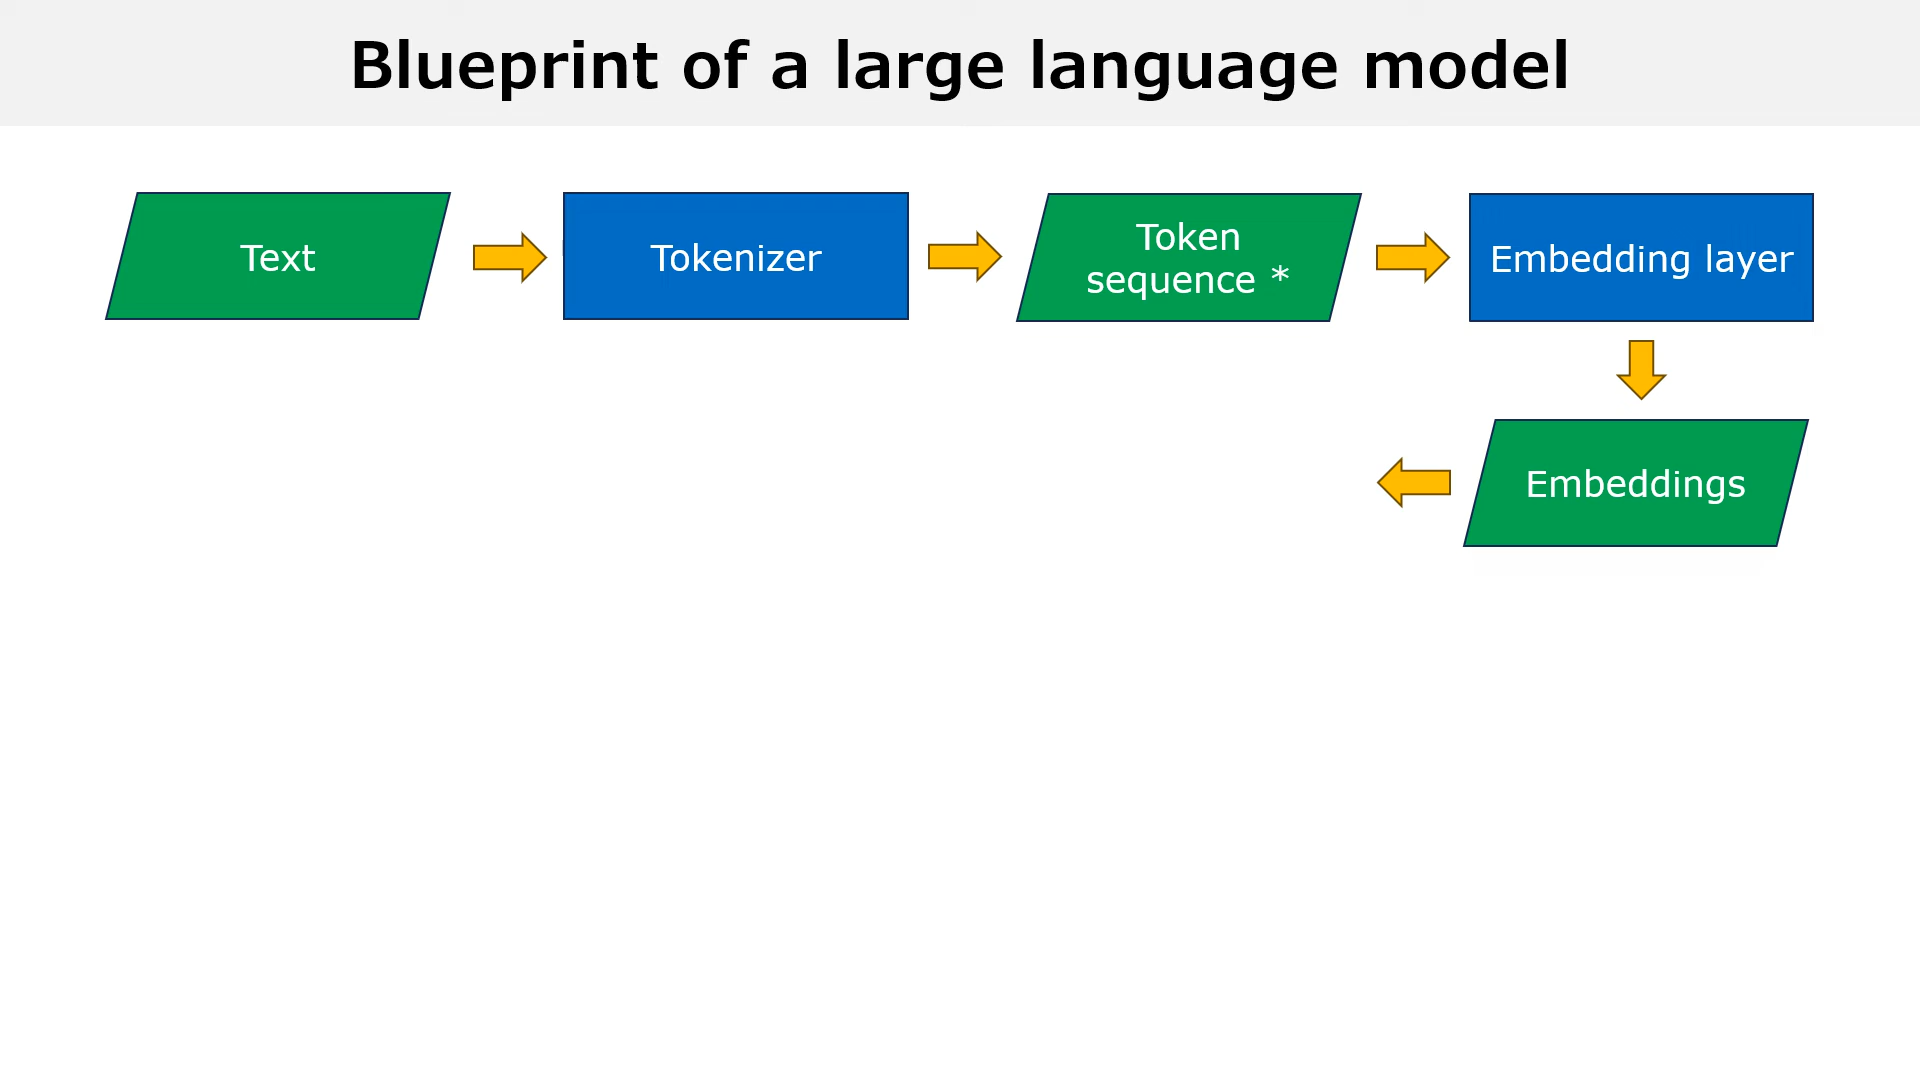 Blueprint of a large language model
Text
Tokenizer
Token
sequence *
Embedding layer
Embeddings